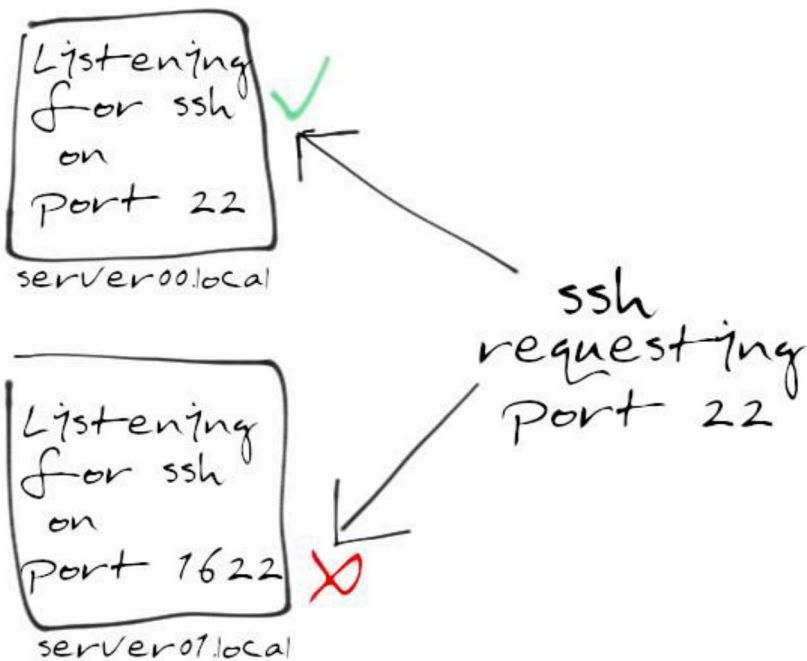 Listening
for ssh
on
port 22
server00.local
ssh
requesting
port 22
Listening
for ssh
on
port 1622
server01.local